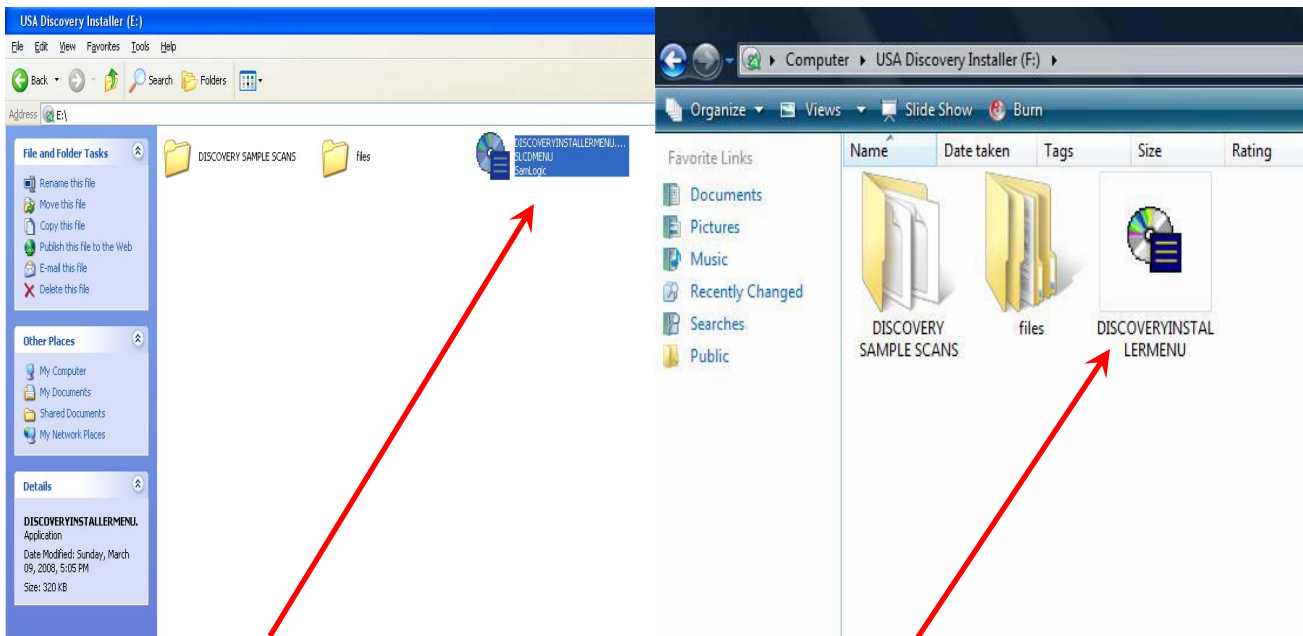 USA Discovery Installer (E:)
File Edit View Favorites Tools Help
Back Search Folders
Address E:\
File and Folder Tasks
Rename this file
Move this file
Copy this file
Publish this file to the Web
E-mail this file
Delete this file
Other Places
My Computer
My Documents
Shared Documents
My Network Places
Details
DISCOVERYINSTALLERMENU.
Application
Date Modified: Sunday, March
09, 2008, 5:05 PM
Size: 320 KB
DISCOVERY SAMPLE SCANS
files
DISCOVERYINSTALLERMENU....
SLCDMENU
SamLogic
Computer USA Discovery Installer (F:)
Organize Views Slide Show Burn
Favorite Links
Documents
Pictures
Music
Recently Changed
Searches
Public
Name Date taken Tags Size Rating
DISCOVERY
SAMPLE SCANS
files
DISCOVERYINSTAL
LERMENU